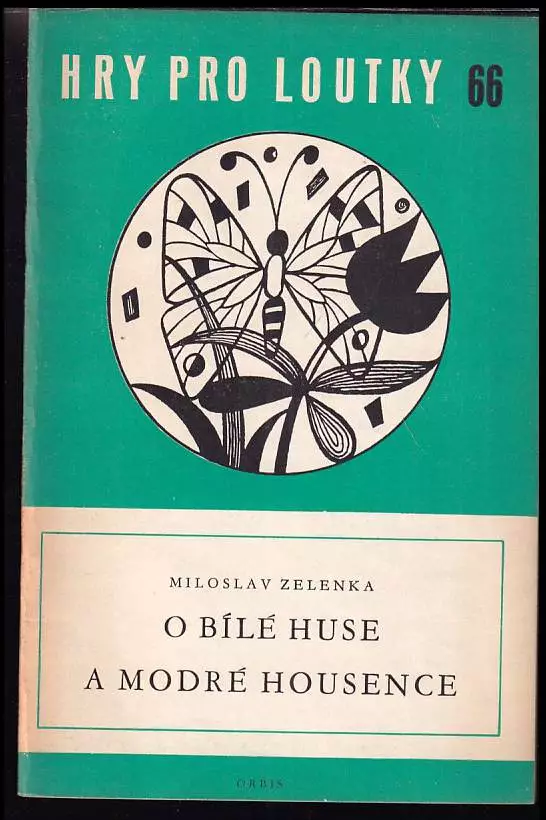 HRY PRO LOUTKY 66
MILOSLAV ZELENKA
O BÍLÉ HUSE
A MODRÉ HOUSENCE
ORBIS